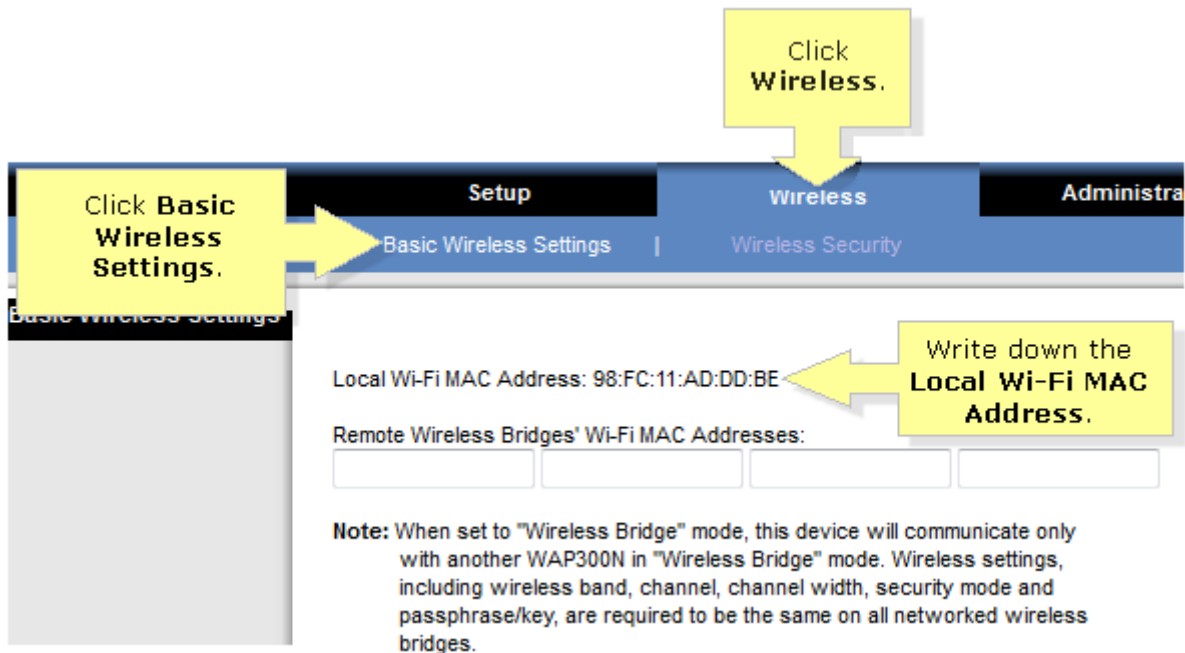 Click
Wireless.
Setup
Wireless
Administra
Click Basic
Wireless
Settings.
Basic Wireless Settings | Wireless Security
Basic Wireless Settings
Local Wi-Fi MAC Address: 98:FC:11:AD:DD:BE
Write down the
Local Wi-Fi MAC
Address.
Remote Wireless Bridges' Wi-Fi MAC Addresses:
Note: When set to "Wireless Bridge" mode, this device will communicate only
with another WAP300N in "Wireless Bridge" mode. Wireless settings,
including wireless band, channel, channel width, security mode and
passphrase/key, are required to be the same on all networked wireless
bridges.